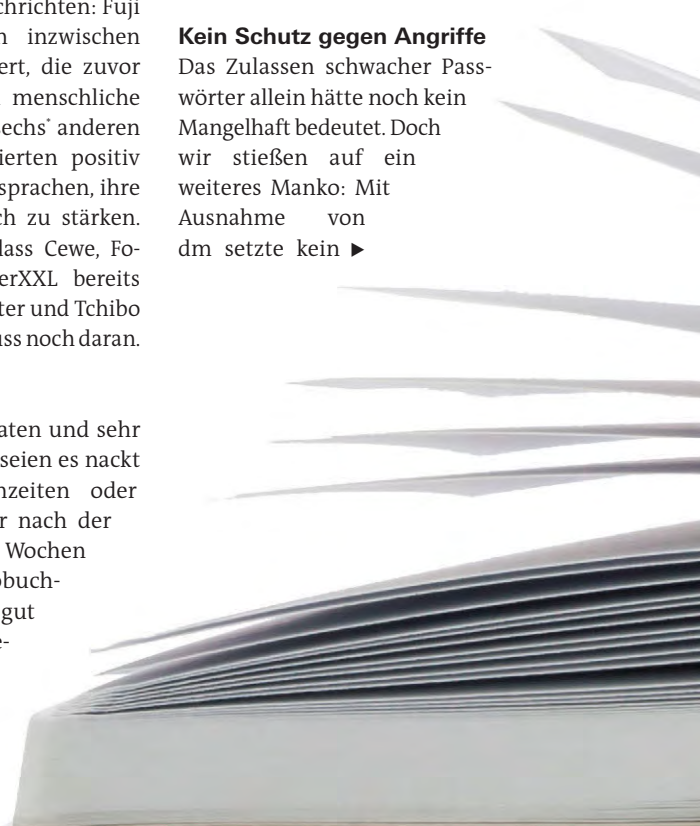 chrichten: Fuji
n inzwischen
ert, die zuvor
menschliche
sechs* anderen
ierten positiv
sprachen, ihre
ch zu stärken.
lass Cewe, Fo-
erXXL bereits
ter und Tchibo
uss noch daran.
aten und sehr
seien es nackt
nzeiten oder
r nach der
Wochen
obuch-
gut
e-
Kein Schutz gegen Angriffe
Das Zulassen schwacher Pass-
wörter allein hätte noch kein
Mangelhaft bedeutet. Doch
wir stießen auf ein
weiteres Manko: Mit
Ausnahme von
dm setzte kein ▶